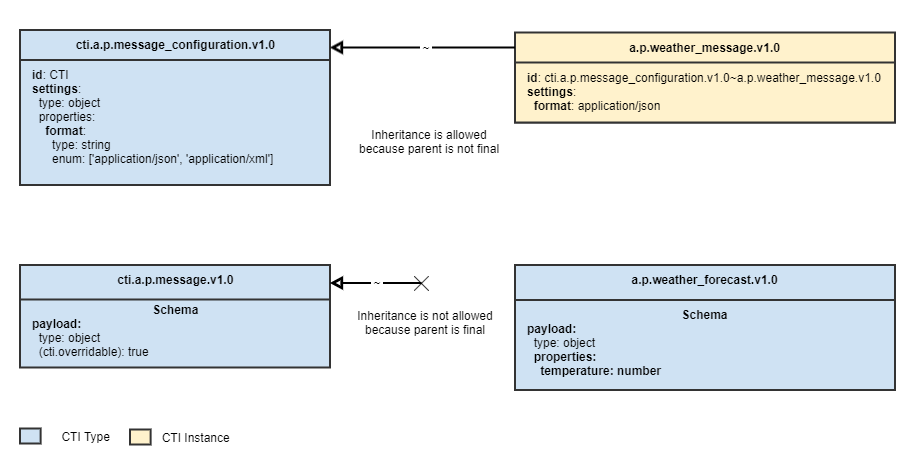 cti.a.p.message_configuration.v1.0
id: CTI
settings:
type: object
properties:
format:
type: string
enum: ['application/json', 'application/xml']
~
Inheritance is allowed
because parent is not final
a.p.weather_message.v1.0
id: cti.a.p.message_configuration.v1.0~a.p.weather_message.v1.0
settings:
format: application/json
cti.a.p.message.v1.0
Schema
payload:
type: object
(cti.overridable): true
~
Inheritance is not allowed
because parent is final
a.p.weather_forecast.v1.0
Schema
payload:
type: object
properties:
temperature: number
CTI Type
CTI Instance